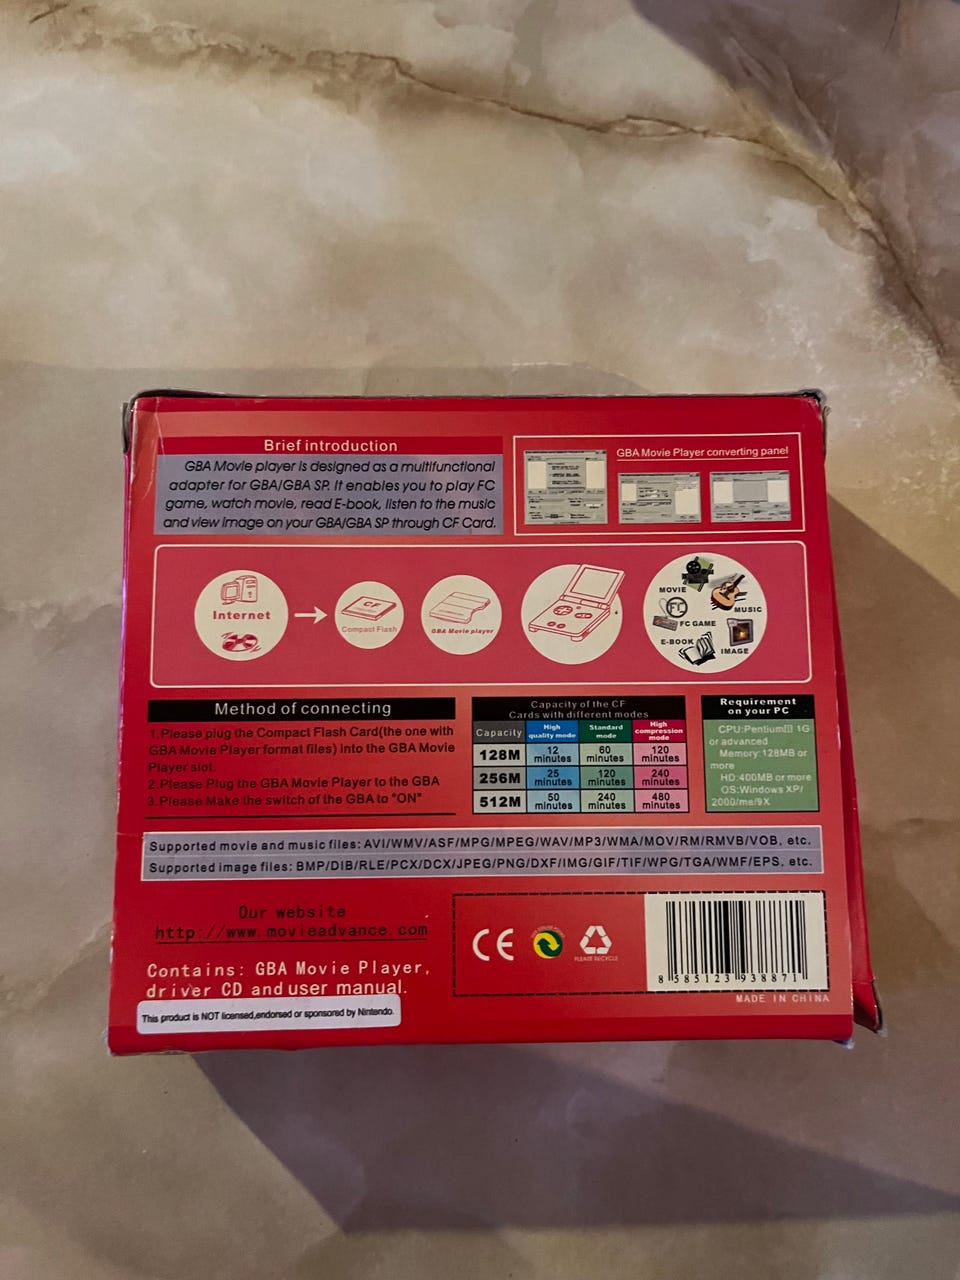 Brief introduction
GBA Movie player is designed as a multifunctional
adapter for GBA/GBA SP. It enables you to play FC
game, watch movie, read E-book, listen to the music
and view image on your GBA/GBA SP through CF Card.
GBA Movie Player converting panel
Internet
CF
Compact Flash
GBA Movie player
MOVIE
MUSIC
FC
FC GAME
E-BOOK
IMAGE
Method of connecting
1.Please plug the Compact Flash Card(the one with
GBA Movie Player format files) into the GBA Movie
Player slot.
2.Please Plug the GBA Movie Player to the GBA
3.Please Make the switch of the GBA to "ON"
Capacity of the CF
Cards with different modes
Capacity High quality mode Standard mode High compression mode
128M 12 minutes 60 minutes 120 minutes
256M 25 minutes 120 minutes 240 minutes
512M 50 minutes 240 minutes 480 minutes
Requirement
on your PC
CPU:PentiumIII 1G
or advanced
Memory:128MB or
more
HD:400MB or more
OS:Windows XP/
2000/me/9X
Supported movie and music files: AVI/WMV/ASF/MPG/MPEG/WAV/MP3/WMA/MOV/RM/RMVB/VOB, etc.
Supported image files: BMP/DIB/RLE/PCX/DCX/JPEG/PNG/DXF/IMG/GIF/TIF/WPG/TGA/WMF/EPS, etc.
Our website
http://www.movieadvance.com
Contains: GBA Movie Player,
driver CD and user manual.
This product is NOT licensed,endorsed or sponsored by Nintendo.
CE
PLEASE RECYCLE
8 585123 938871
MADE IN CHINA